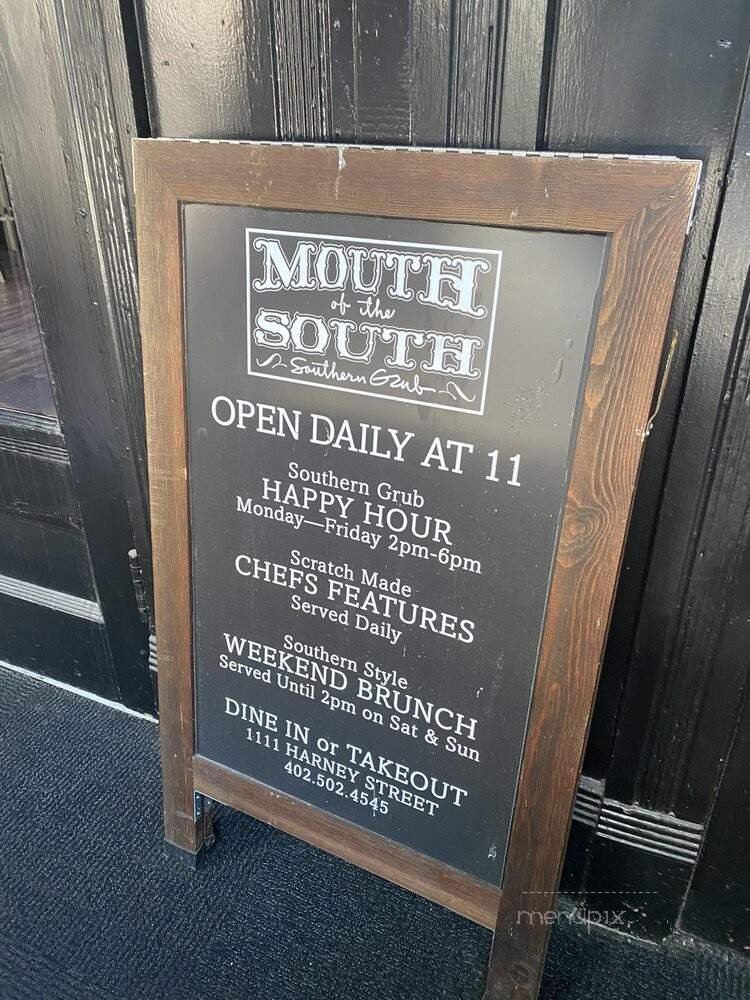 MOUTH
of the
SOUTH
Southern Grub
OPEN DAILY AT 11
Southern Grub
HAPPY HOUR
Monday—Friday 2pm-6pm
Scratch Made
CHEFS FEATURES
Served Daily
Southern Style
WEEKEND BRUNCH
Served Until 2pm on Sat & Sun
DINE IN or TAKEOUT
1111 HARNEY STREET
402.502.4545
menupix